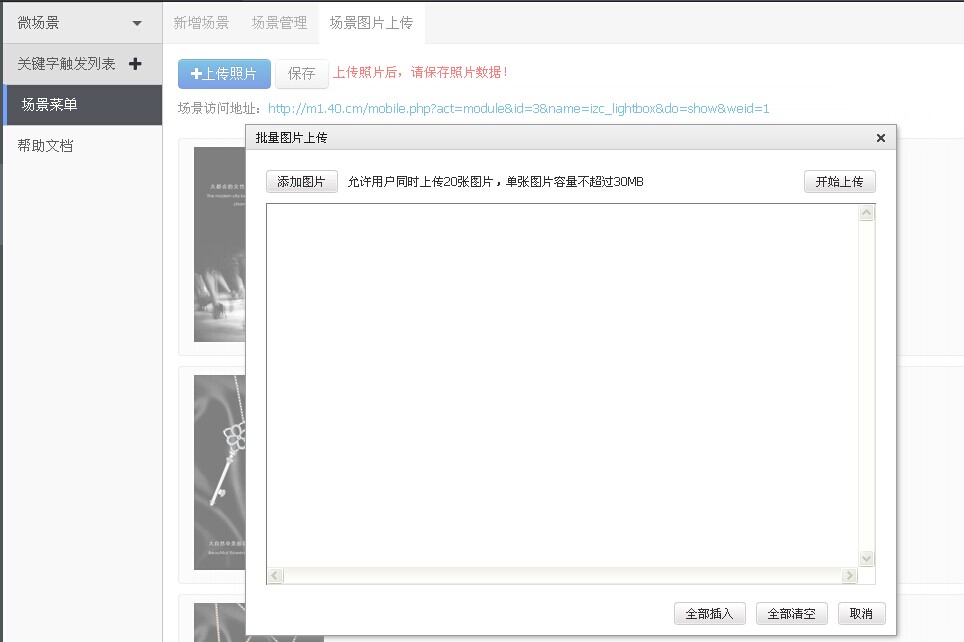 微场景
新增场景 场景管理 场景图片上传
关键字触发列表
场景菜单
帮助文档
上传照片 保存 上传照片后，请保存照片数据!
场景访问地址：http://m1.40.cm/mobile.php?act=module&id=3&name=izc_lightbox&do=show&weid=1
批量图片上传
添加图片 允许用户同时上传20张图片，单张图片容量不超过30MB 开始上传
全部插入 全部清空 取消